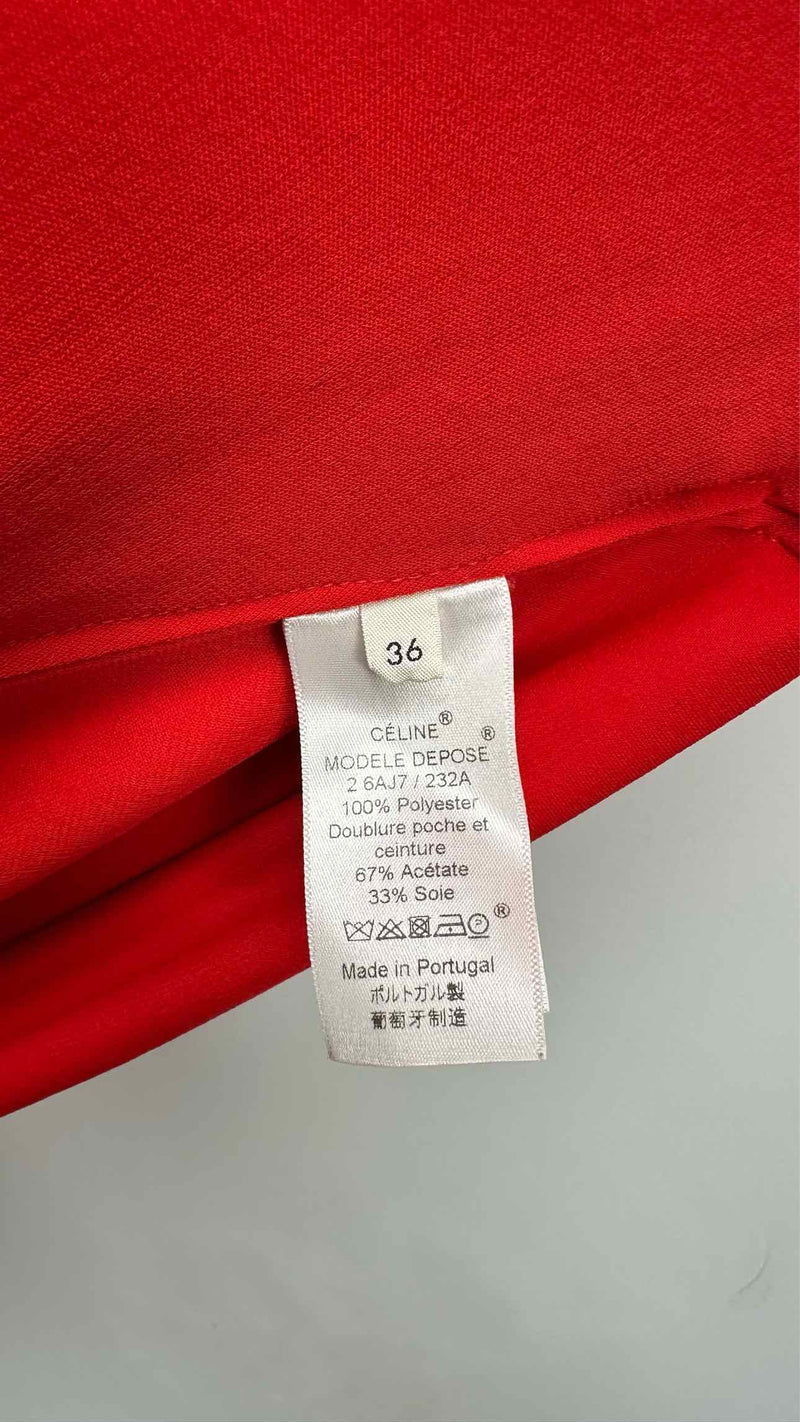 36
CÉLINE®
MODELE DEPOSE®
2 6AJ7 / 232A
100% Polyester
Doublure poche et
ceinture
67% Acétate
33% Soie
P ®
Made in Portugal
ポルトガル製
葡萄牙制造